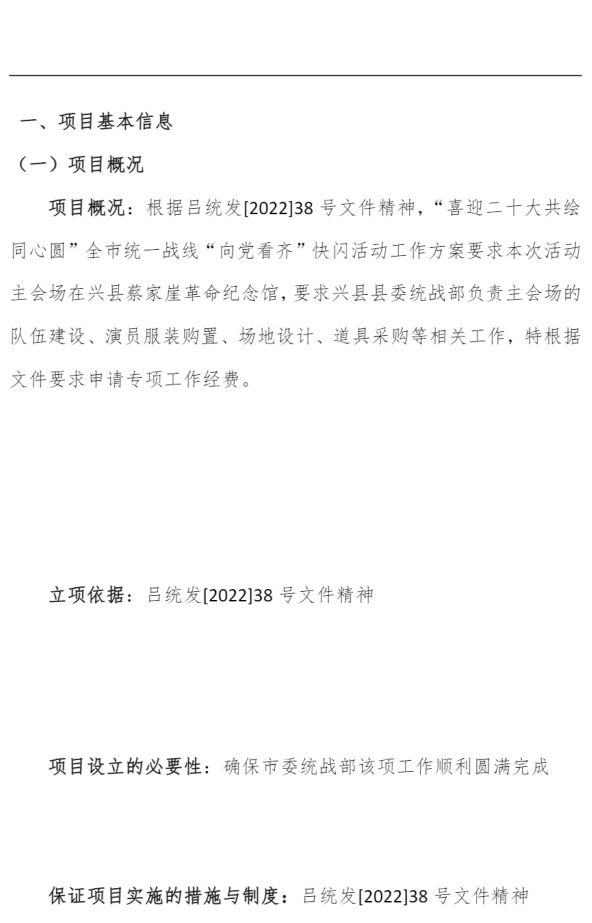 一、项目基本信息
（一）项目概况
项目概况：根据吕统发[2022]38 号文件精神，“喜迎二十大共绘
同心圆”全市统一战线“向党看齐”快闪活动工作方案要求本次活动
主会场在兴县蔡家崖革命纪念馆，要求兴县县委统战部负责主会场的
队伍建设、演员服装购置、场地设计、道具采购等相关工作，特根据
文件要求申请专项工作经费。
立项依据：吕统发[2022]38 号文件精神
项目设立的必要性：确保市委统战部该项工作顺利圆满完成
保证项目实施的措施与制度：吕统发[2022]38 号文件精神